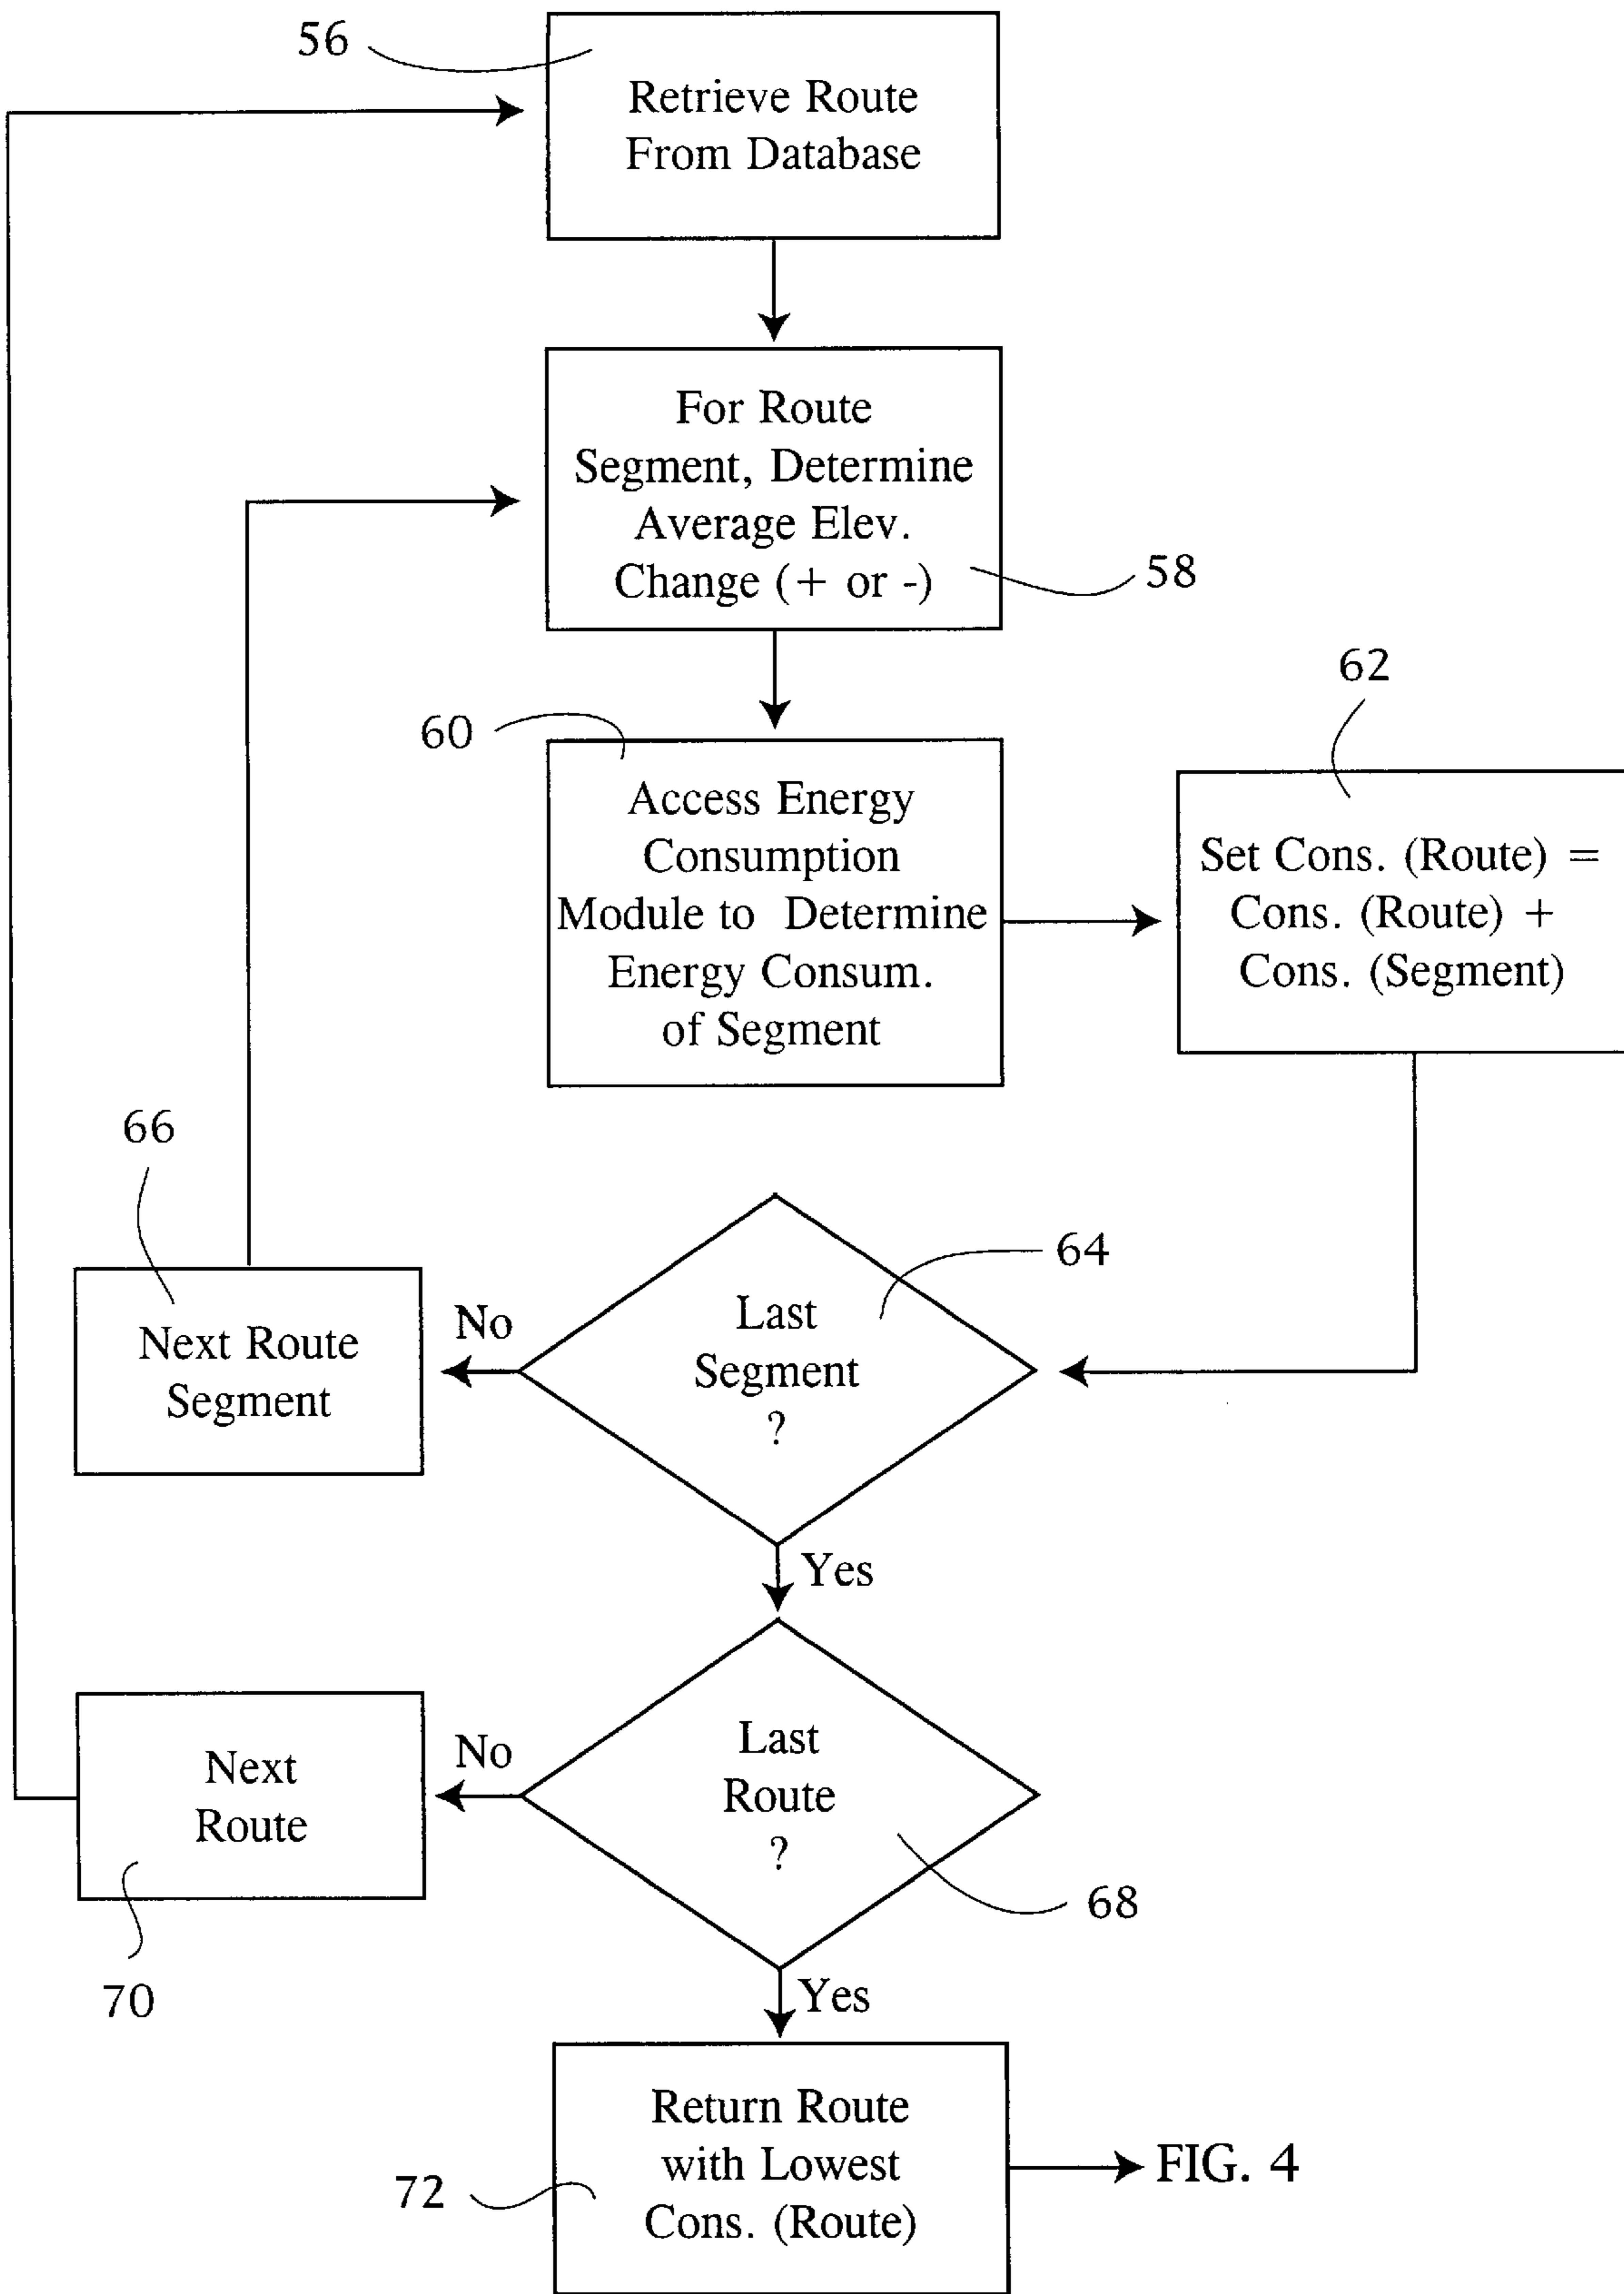 56
Retrieve Route
From Database
For Route
Segment, Determine
Average Elev.
Change (+ or -)
58
60
Access Energy
Consumption
Module to Determine
Energy Consum.
of Segment
62
Set Cons. (Route) =
Cons. (Route) +
Cons. (Segment)
66
Next Route
Segment
No
Last
Segment
?
64
Yes
Next
Route
70
No
Last
Route
?
68
Yes
Return Route
with Lowest
Cons. (Route)
72
FIG. 4